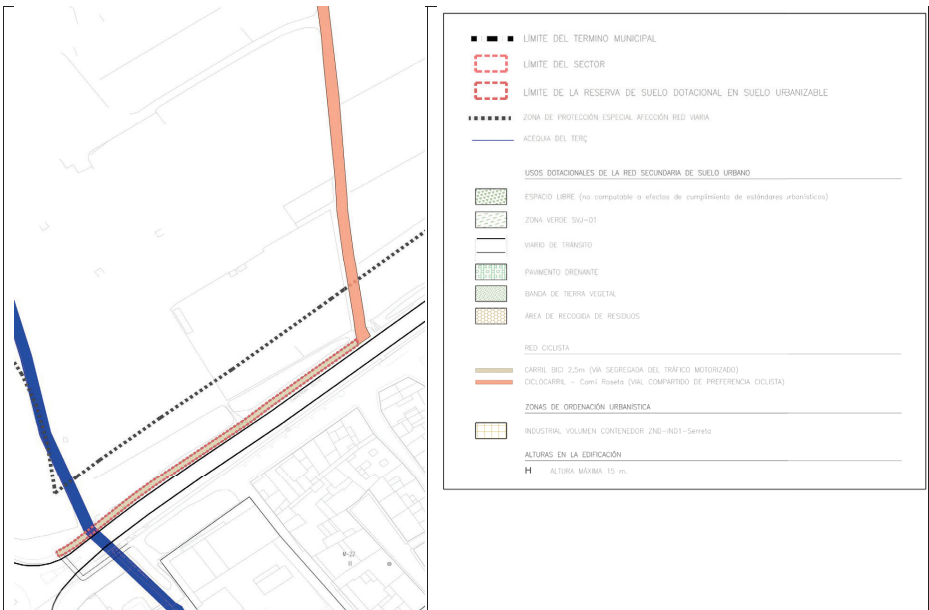 M-22
II
LÍMITE DEL TERMINO MUNICIPAL
LÍMITE DEL SECTOR
LÍMITE DE LA RESERVA DE SUELO DOTACIONAL EN SUELO URBANIZABLE
ZONA DE PROTECCIÓN ESPECIAL AFECCIÓN RED VIARIA
ACEQUIA DEL TERÇ
USOS DOTACIONALES DE LA RED SECUNDARIA DE SUELO URBANO
ESPACIO LIBRE (no computable a efectos de cumplimiento de estándares urbanísticos)
ZONA VERDE SVJ-01
VIARIO DE TRÁNSITO
PAVIMENTO DRENANTE
BANDA DE TIERRA VEGETAL
ÁREA DE RECOGIDA DE RESIDUOS
RED CICLISTA
CARRIL BICI 2,5m (VIA SEGREGADA DEL TRÁFICO MOTORIZADO)
CICLOCARRIL - Camí Roseta (VIAL COMPARTIDO DE PREFERENCIA CICLISTA)
ZONAS DE ORDENACIÓN URBANÍSTICA
INDUSTRIAL VOLUMEN CONTENEDOR ZND-IN01-Serreta
ALTURAS EN LA EDIFICACIÓN
H ALTURA MÁXIMA 15 m.